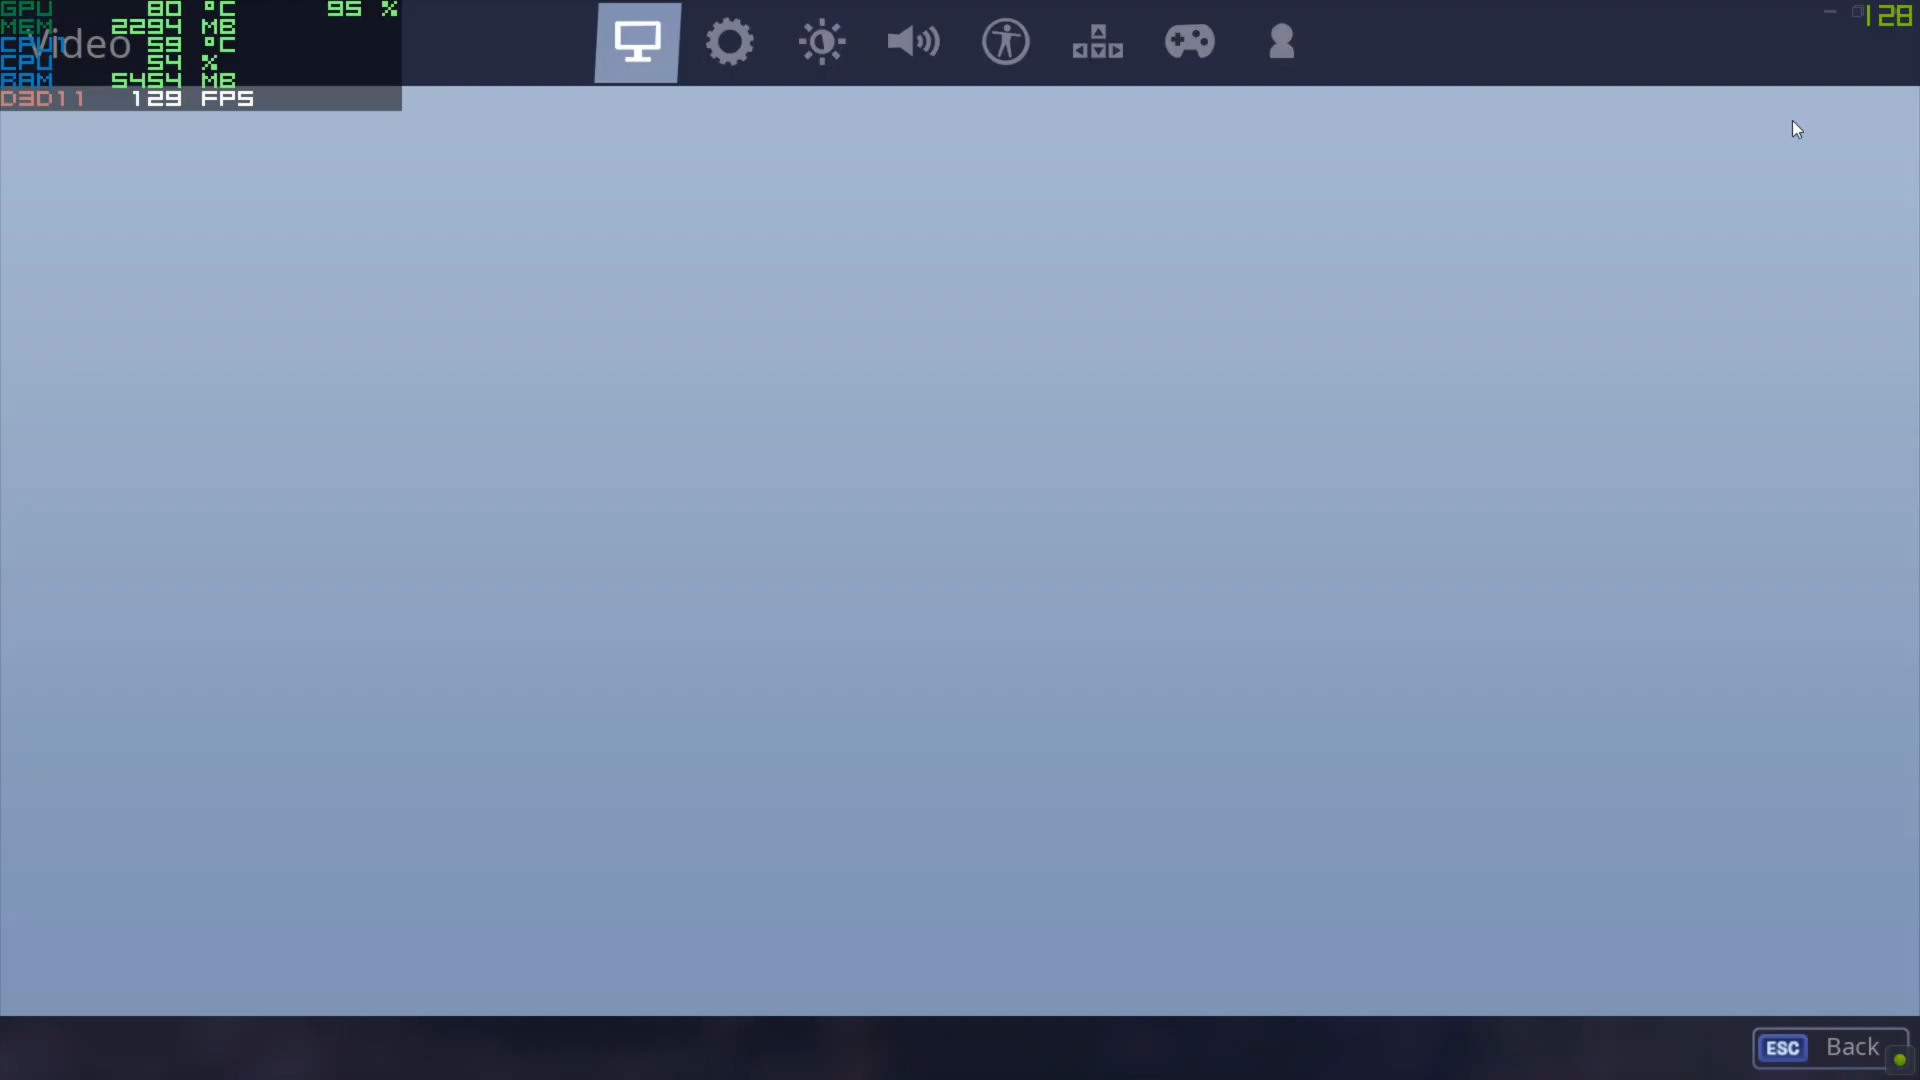 GPU 80 °C 95 %
MEM 2294 MB
Video
CPU1 59 °C
CPU 54 %
RAM 5454 MB
D3D11 129 FPS
128
ESC Back